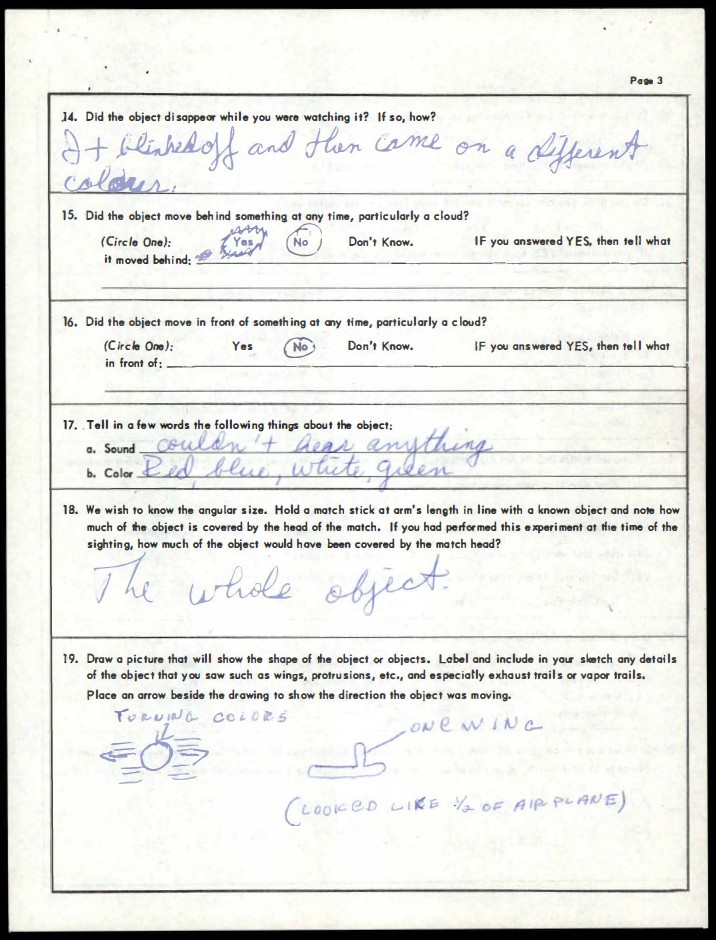 Page 3
14. Did the object disappear while you were watching it? If so, how?
It blinked off and then came on a different
colour.
15. Did the object move behind something at any time, particularly a cloud?
(Circle One): Yes No Don't Know. IF you answered YES, then tell what
it moved behind:
16. Did the object move in front of something at any time, particularly a cloud?
(Circle One): Yes No Don't Know. IF you answered YES, then tell what
in front of:
17. Tell in a few words the following things about the object:
a. Sound couldn't hear anything
b. Color Red, blue, white, green
18. We wish to know the angular size. Hold a match stick at arm's length in line with a known object and note how
much of the object is covered by the head of the match. If you had performed this experiment at the time of the
sighting, how much of the object would have been covered by the match head?
The whole object.
19. Draw a picture that will show the shape of the object or objects. Label and include in your sketch any details
of the object that you saw such as wings, protrusions, etc., and especially exhaust trails or vapor trails.
Place an arrow beside the drawing to show the direction the object was moving.
TURNING COLORS
ONE WING
(LOOKED LIKE 1/2 OF AIRPLANE)